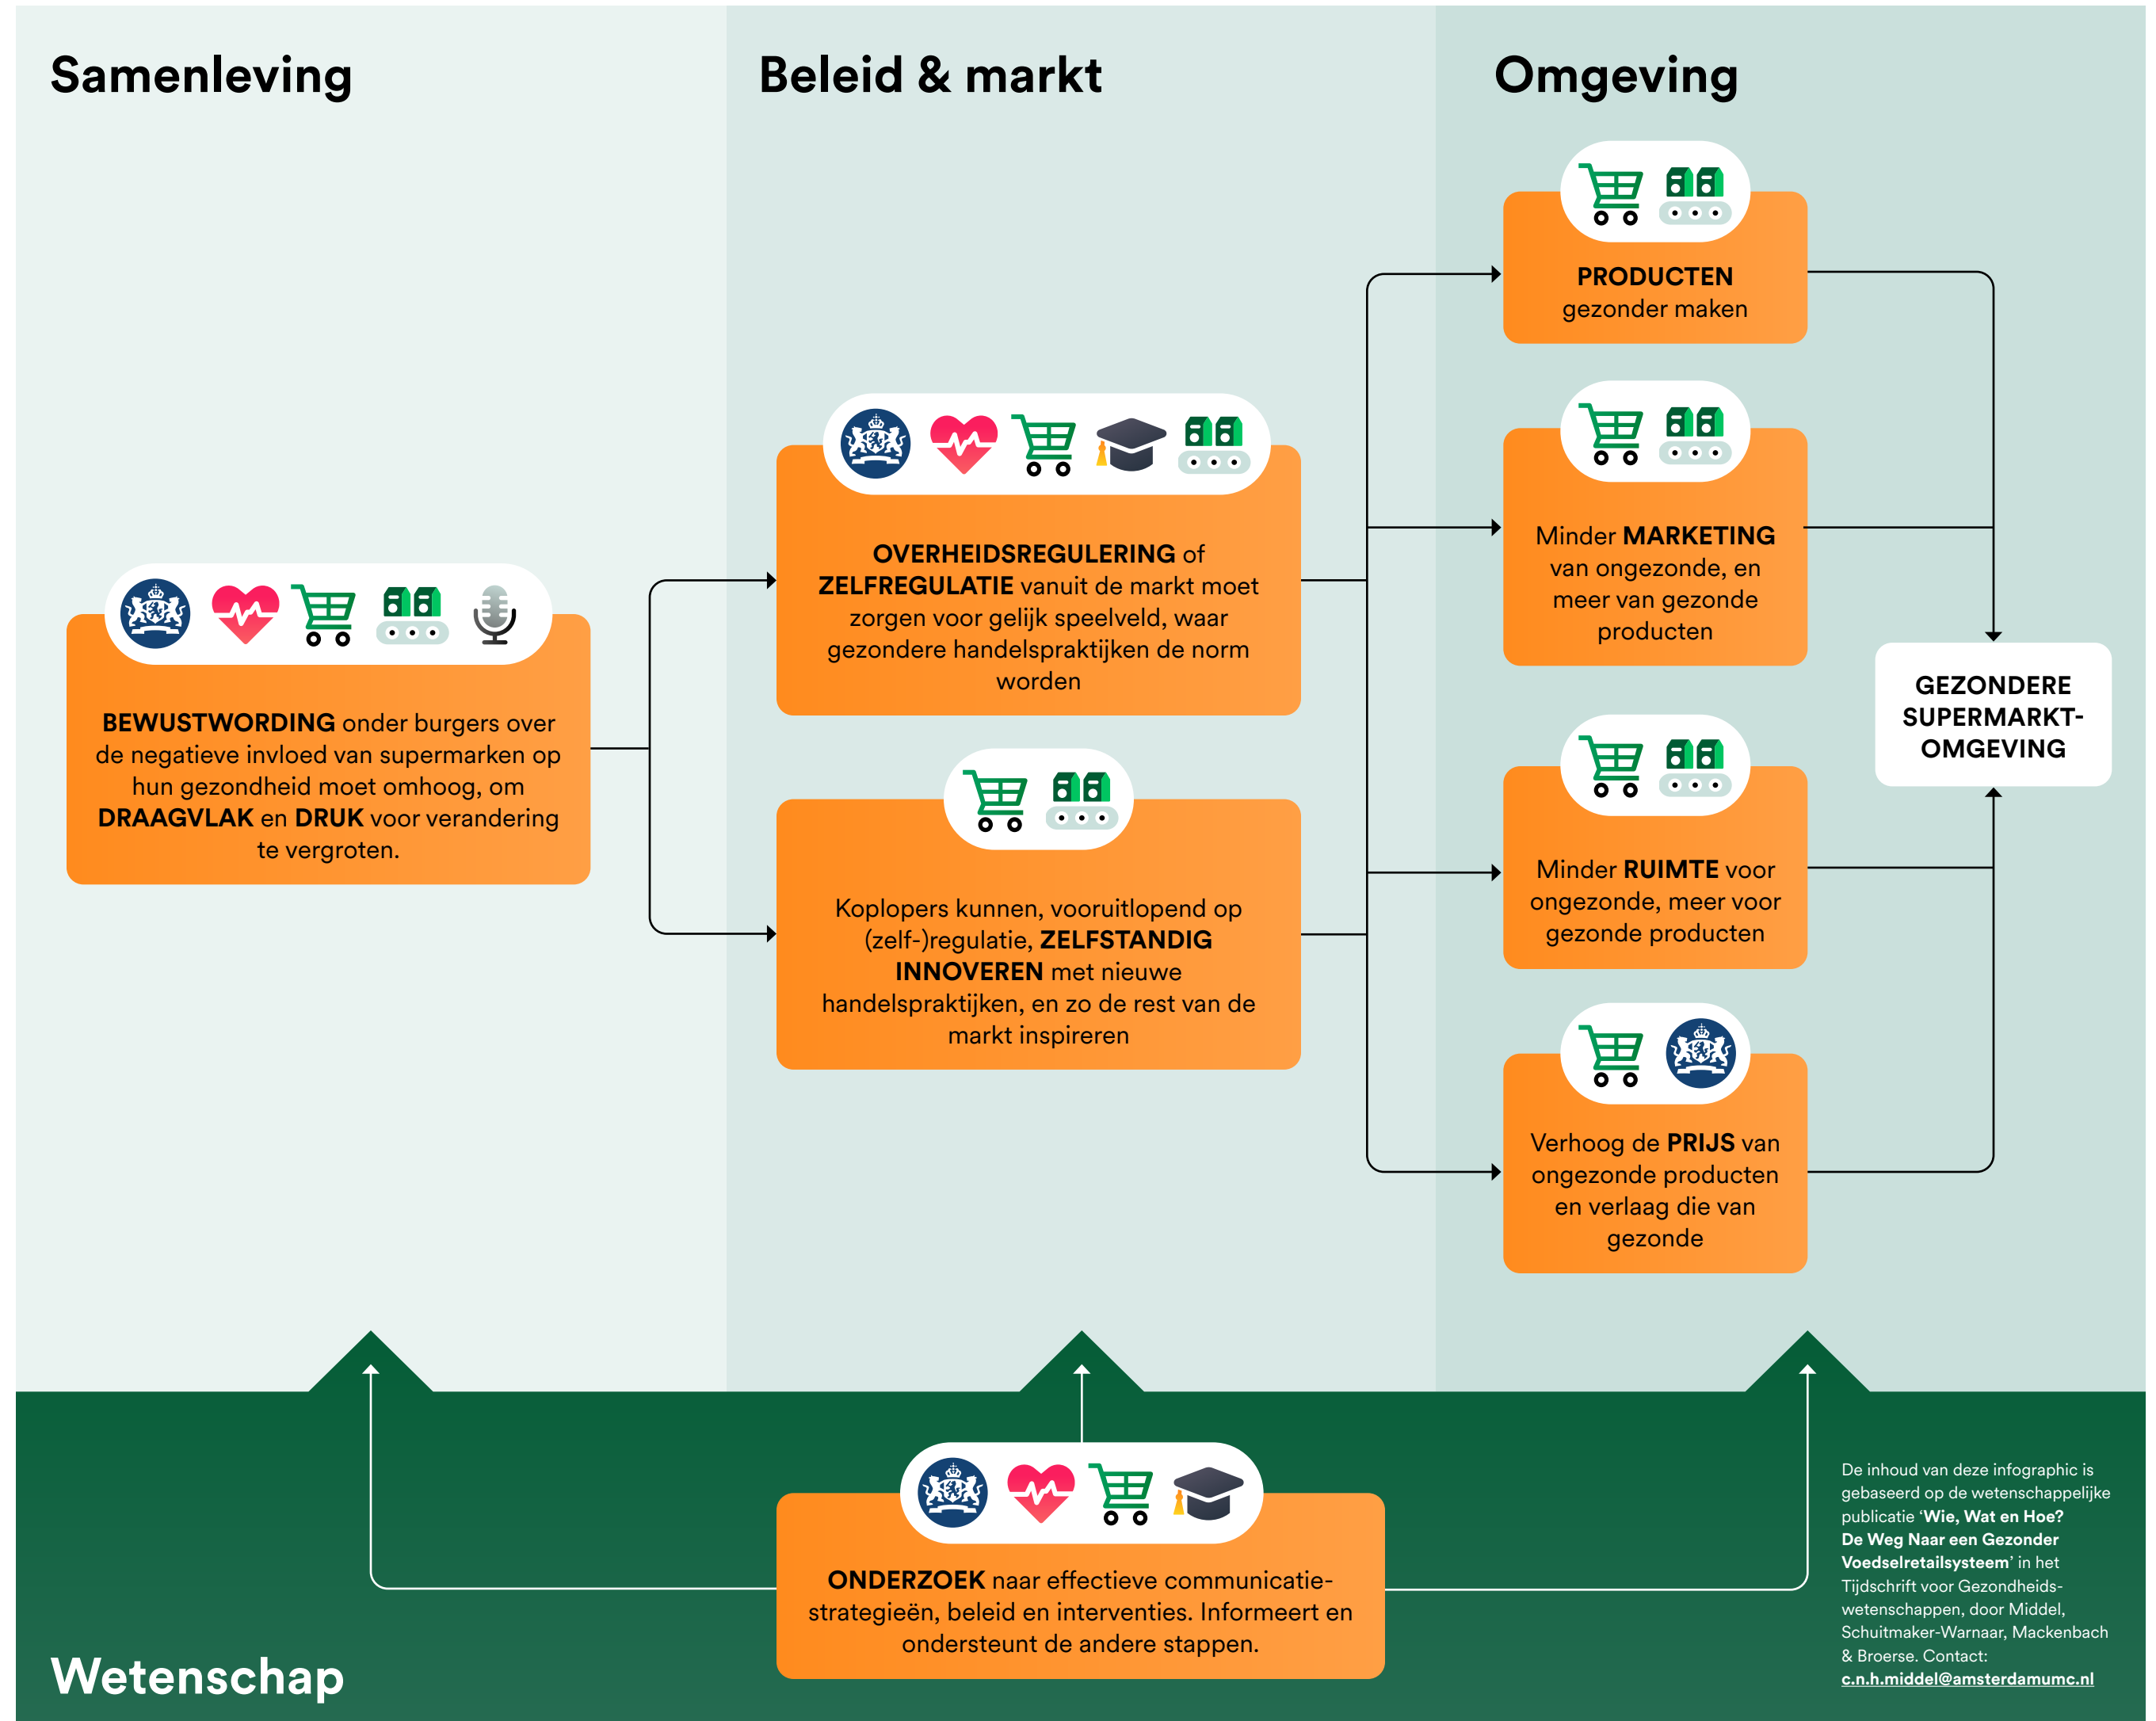 Samenleving
BEWUSTWORDING onder burgers over
de negatieve invloed van supermarken op
hun gezondheid moet omhoog, om
DRAAGVLAK en DRUK voor verandering
te vergroten.
Beleid & markt
OVERHEIDSREGULERING of
ZELFREGULATIE vanuit de markt moet
zorgen voor gelijk speelveld, waar
gezondere handelspraktijken de norm
worden
Koplopers kunnen, vooruitlopend op
(zelf-)regulatie, ZELFSTANDIG
INNOVEREN met nieuwe
handelspraktijken, en zo de rest van de
markt inspireren
Omgeving
PRODUCTEN
gezonder maken
Minder MARKETING
van ongezonde, en
meer van gezonde
producten
Minder RUIMTE voor
ongezonde, meer voor
gezonde producten
Verhoog de PRIJS van
ongezonde producten
en verlaag die van
gezonde
GEZONDERE
SUPERMARKT-
OMGEVING
Wetenschap
ONDERZOEK naar effectieve communicatie-
strategieën, beleid en interventies. Informeert en
ondersteunt de andere stappen.
De inhoud van deze infographic is
gebaseerd op de wetenschappelijke
publicatie ‘Wie, Wat en Hoe?
De Weg Naar een Gezonder
Voedselretailsysteem’ in het
Tijdschrift voor Gezondheids-
wetenschappen, door Middel,
Schuitmaker-Warnaar, Mackenbach
& Broerse. Contact:
c.n.h.middel@amsterdamumc.nl